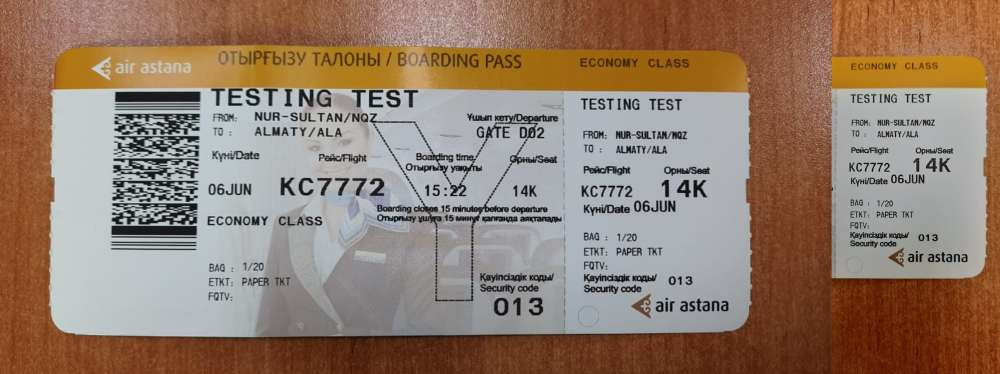 air astana
ОТЫРҒЫЗУ ТАЛОНЫ / BOARDING PASS
TESTING TEST
FROM: NUR-SULTAN/NQZ
TO : ALMATY/ALA
Ұшып кету/Departure
GATE D02
Күні/Date Рейс/Flight Boarding time Орны/Seat
Отырғызу уақыты
06JUN KC7772 15:22 14K
Boarding closes 15 minutes before departure
Отырғызу ұшуға 15 минут қалғанда аяқталады
ECONOMY CLASS
BAG : 1/20
ETKT: PAPER TKT
FQTV:
Қауіпсіздік коды/
Security code
013
ECONOMY CLASS
TESTING TEST
FROM: NUR-SULTAN/NQZ
TO : ALMATY/ALA
Рейс/Flight Орны/Seat
KC7772 14K
Күні/Date 06JUN
BAG : 1/20
ETKT: PAPER TKT
FQTV:
Қауіпсіздік коды/
Security code 013
air astana
ECONOMY CLASS
TESTING TEST
FROM: NUR-SULTAN/NQZ
TO : ALMATY/ALA
Рейс/Flight Орны/Seat
KC7772 14K
Күні/Date 06JUN
BAG : 1/20
ETKT: PAPER TKT
FQTV:
Қауіпсіздік коды/
Security code 013
air astana